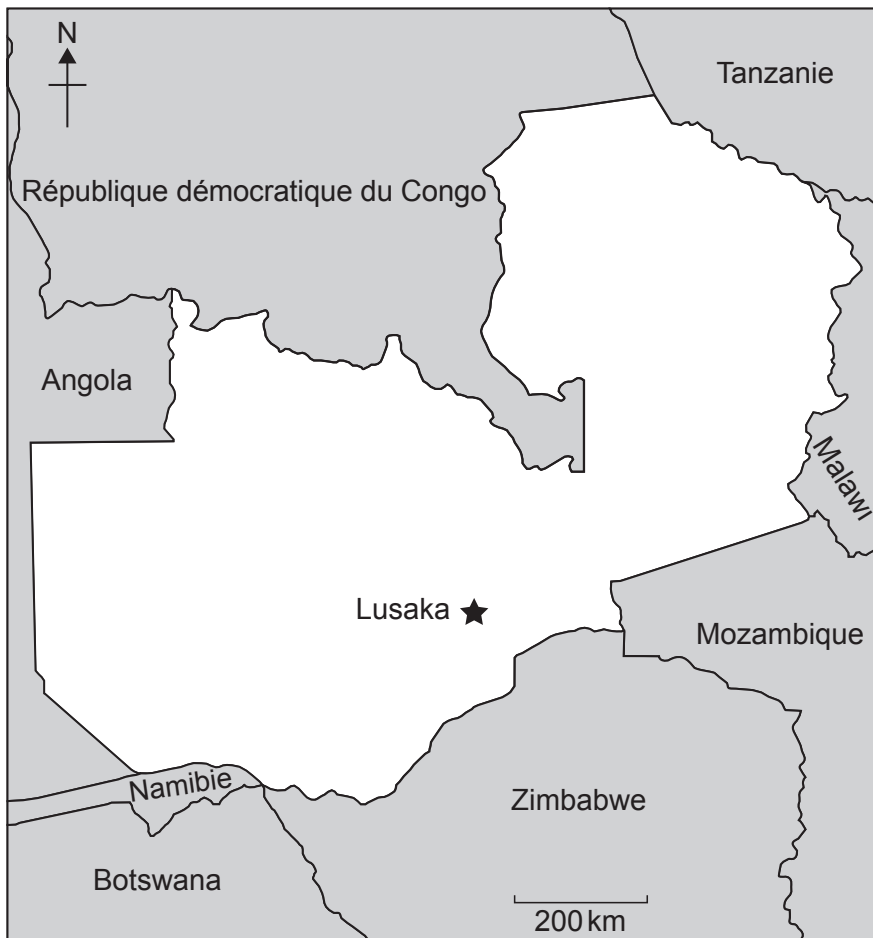 N
Tanzanie
République démocratique du Congo
Angola
Malawi
Lusaka
Mozambique
Namibie
Zimbabwe
Botswana
200 km